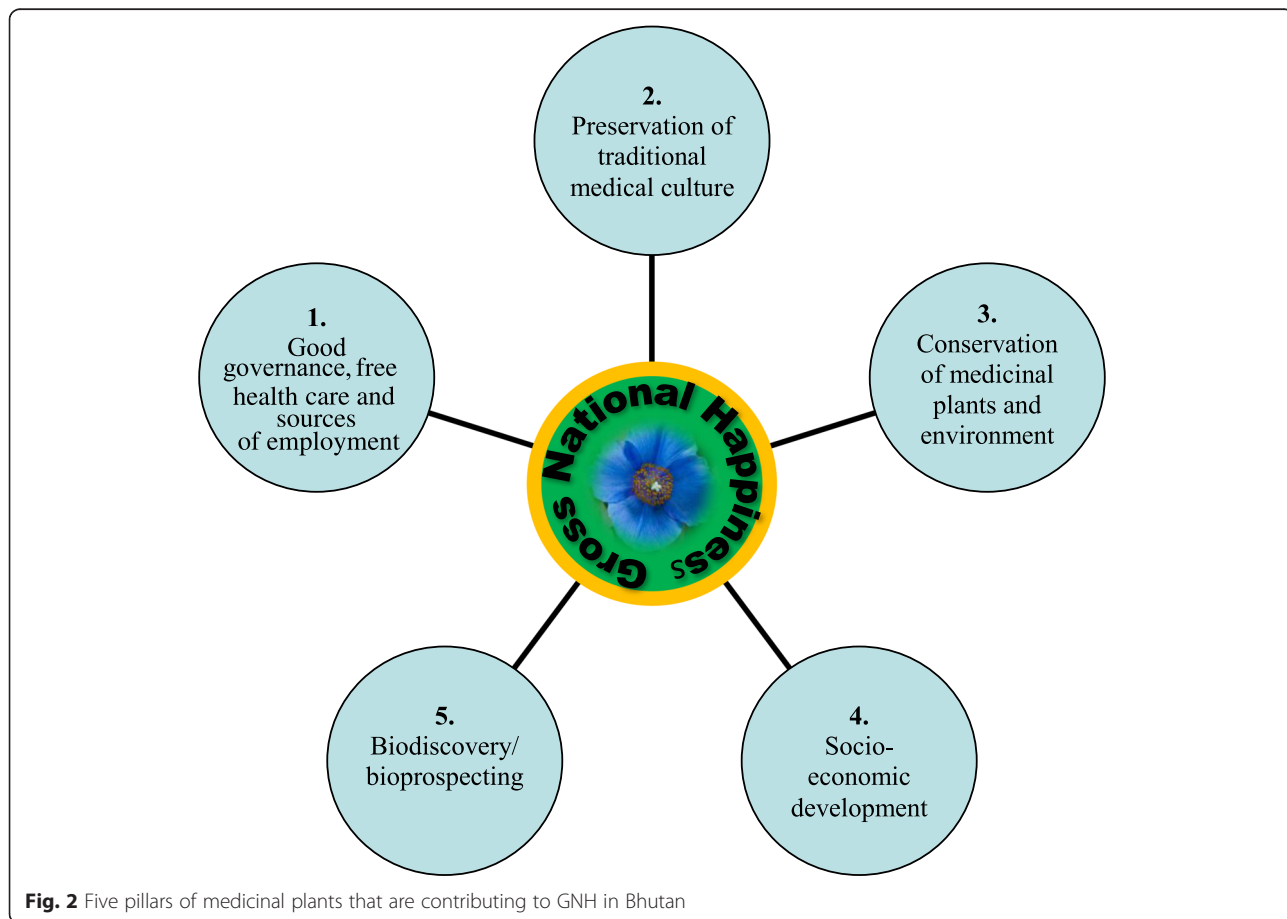 2.
Preservation of
traditional
medical culture
1.
Good
governance, free
health care and
sources
of employment
3.
Conservation
of medicinal
plants and
environment
Gross National Happiness
5.
Biodiscovery/
bioprospecting
4.
Socio-
economic
development
Fig. 2 Five pillars of medicinal plants that are contributing to GNH in Bhutan